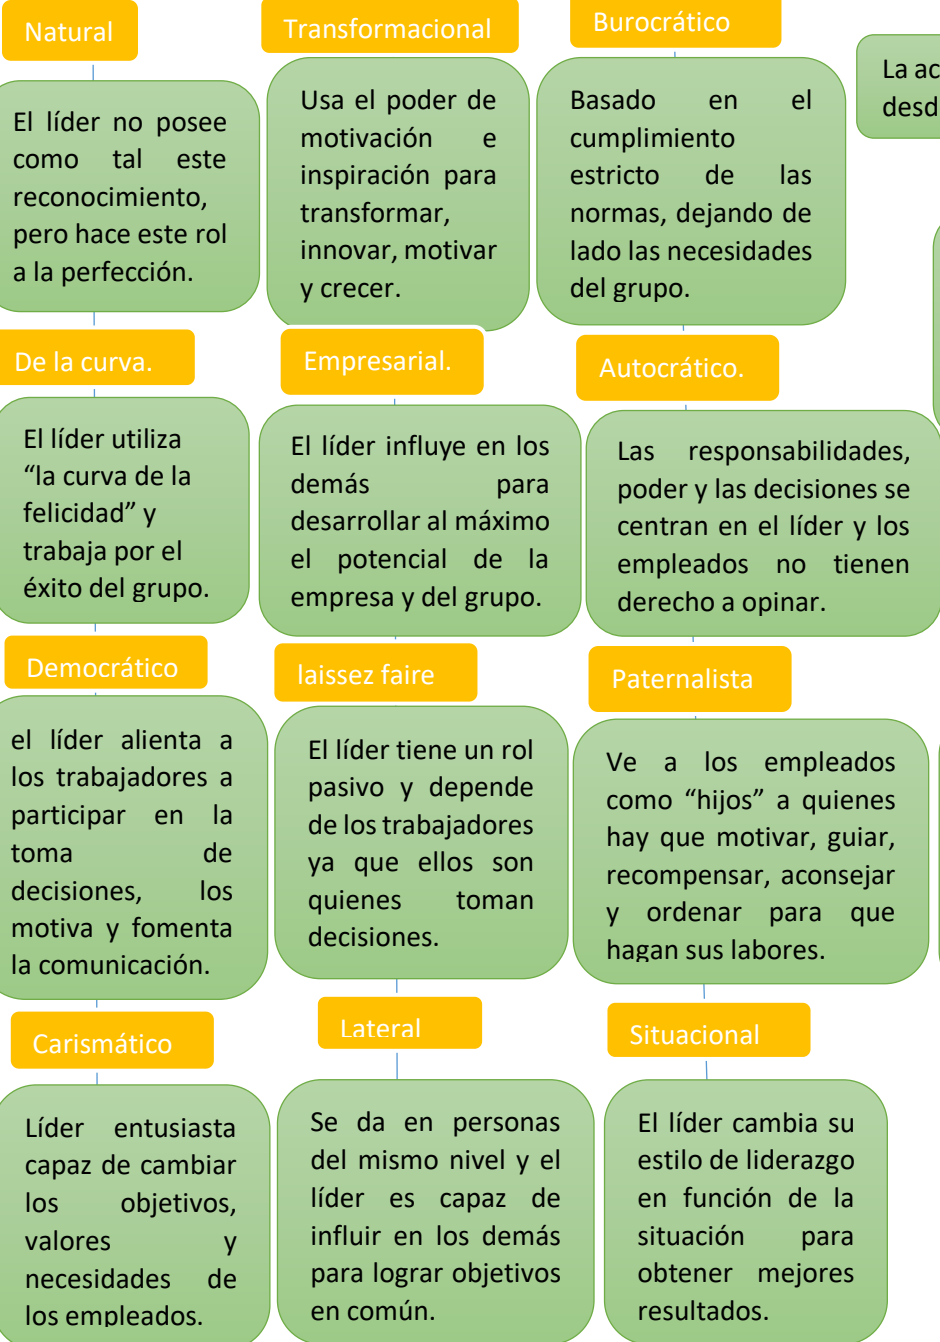 Natural
El líder no posee
como tal este
reconocimiento,
pero hace este rol
a la perfección.
Transformacional
Usa el poder de
motivación e
inspiración para
transformar,
innovar, motivar
y crecer.
Burocrático
Basado en el
cumplimiento
estricto de las
normas, dejando de
lado las necesidades
del grupo.
De la curva.
El líder utiliza
“la curva de la
felicidad” y
trabaja por el
éxito del grupo.
Empresarial.
El líder influye en los
demás para
desarrollar al máximo
el potencial de la
empresa y del grupo.
Autocrático.
Las responsabilidades,
poder y las decisiones se
centran en el líder y los
empleados no tienen
derecho a opinar.
Democrático
el líder alienta a
los trabajadores a
participar en la
toma de
decisiones, los
motiva y fomenta
la comunicación.
laissez faire
El líder tiene un rol
pasivo y depende
de los trabajadores
ya que ellos son
quienes toman
decisiones.
Paternalista
Ve a los empleados
como “hijos” a quienes
hay que motivar, guiar,
recompensar, aconsejar
y ordenar para que
hagan sus labores.
Carismático
Líder entusiasta
capaz de cambiar
los objetivos,
valores y
necesidades de
los empleados.
Lateral
Se da en personas
del mismo nivel y el
líder es capaz de
influir en los demás
para lograr objetivos
en común.
Situacional
El líder cambia su
estilo de liderazgo
en función de la
situación para
obtener mejores
resultados.
La